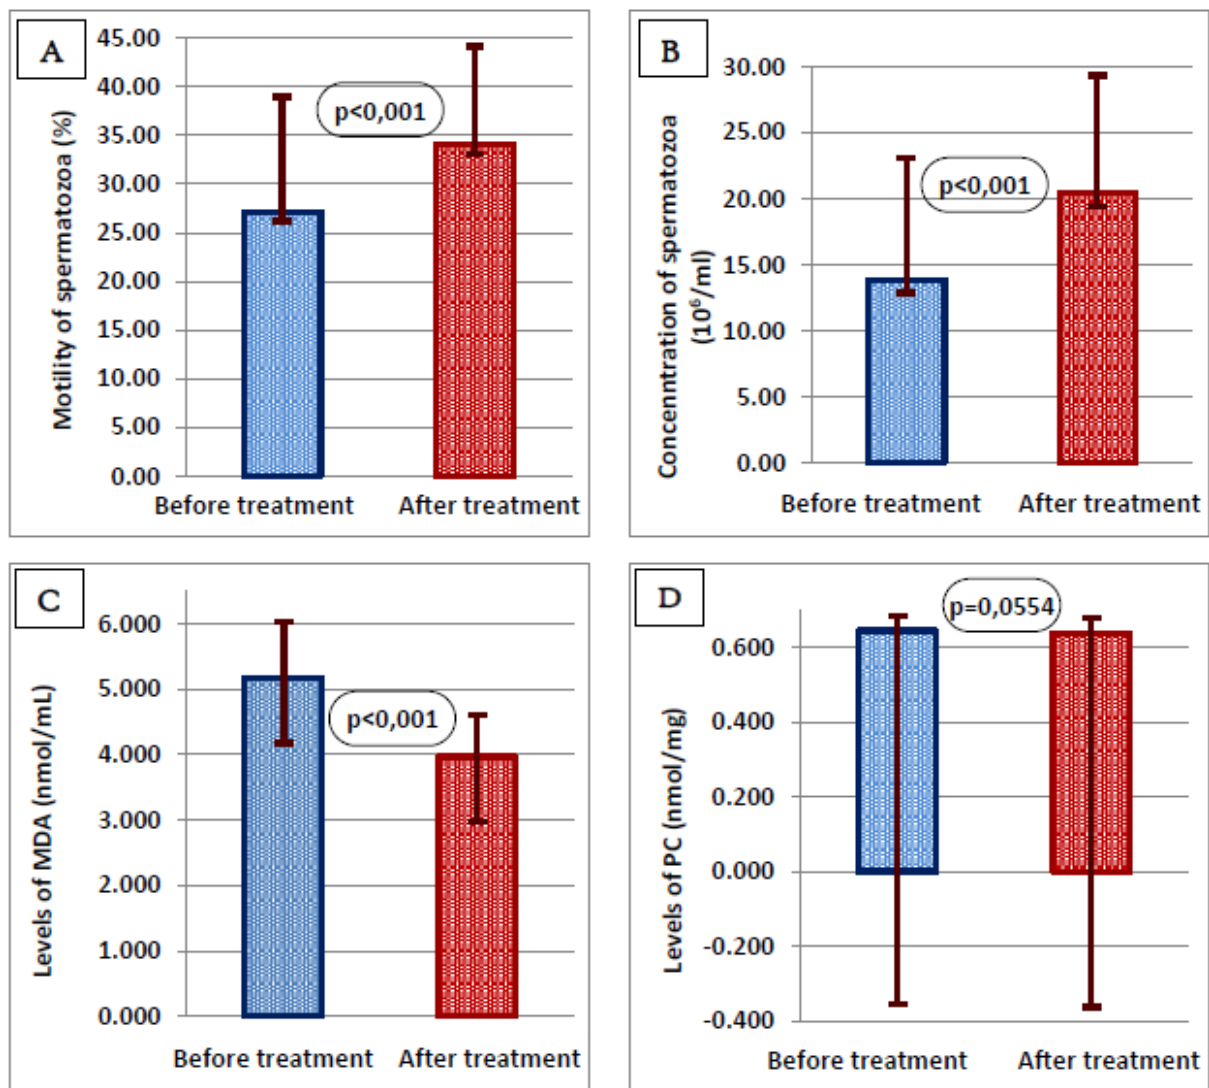 A
Motility of spermatozoa (%)
45.00
40.00
35.00
30.00
25.00
20.00
15.00
10.00
5.00
0.00
p<0,001
Before treatment
After treatment
B
Concenntration of spermatozoa
(10⁶/ml)
30.00
25.00
20.00
15.00
10.00
5.00
0.00
p<0,001
Before treatment
After treatment
C
Levels of MDA (nmol/mL)
6.000
5.000
4.000
3.000
2.000
1.000
0.000
p<0,001
Before treatment
After treatment
D
Levels of PC (nmol/mg)
0.600
0.400
0.200
0.000
-0.200
-0.400
p=0,0554
Before treatment
After treatment